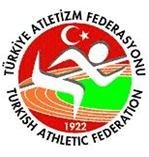 TÜRKİYE ATLETİZM FEDERASYONU
1922
TURKISH ATHLETIC FEDERATION